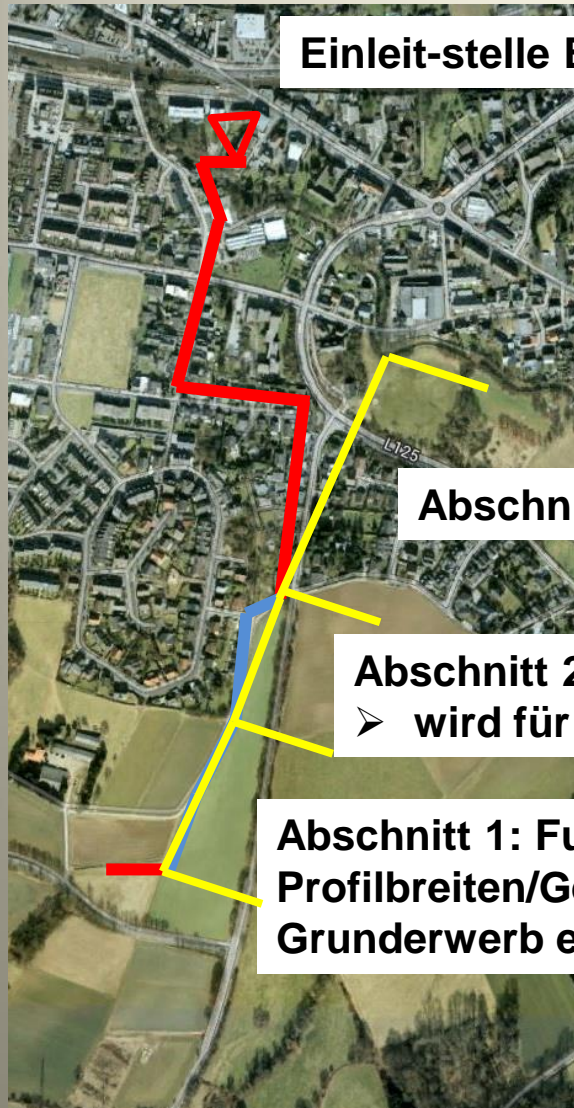 Einleit-stelle
L125
Abschn
Abschnitt 2
➢ wird für
Abschnitt 1: Fu
Profilbreiten/Ge
Grunderwerb e